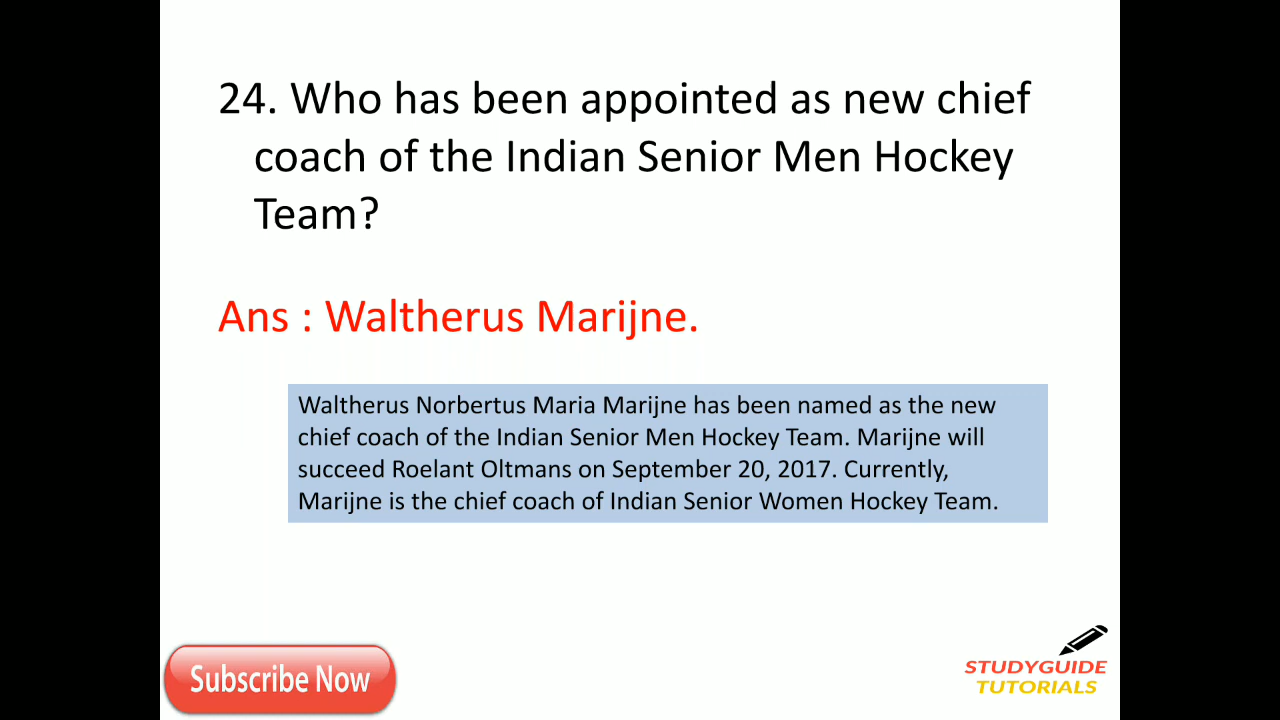 24. Who has been appointed as new chief
coach of the Indian Senior Men Hockey
Team?
Ans : Waltherus Marijne.
Waltherus Norbertus Maria Marijne has been named as the new
chief coach of the Indian Senior Men Hockey Team. Marijne will
succeed Roelant Oltmans on September 20, 2017. Currently,
Marijne is the chief coach of Indian Senior Women Hockey Team.
Subscribe Now
STUDYGUIDE
TUTORIALS